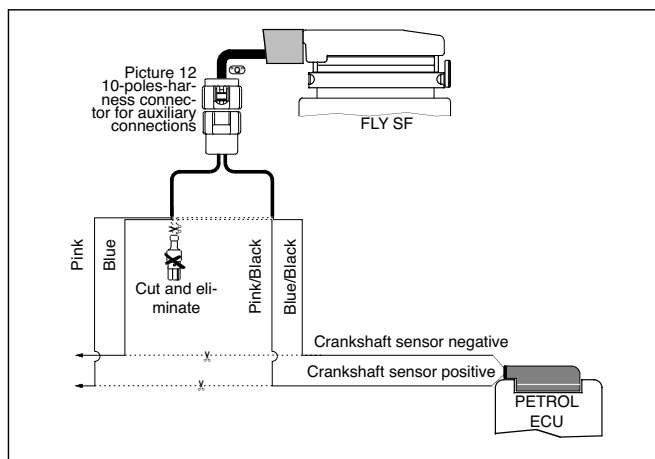 Picture 12
10-poles-har-
ness connec-
tor for auxiliary
connections
FLY SF
Pink
Blue
Pink/Black
Blue/Black
Cut and eli-
minate
Crankshaft sensor negative
Crankshaft sensor positive
PETROL
ECU